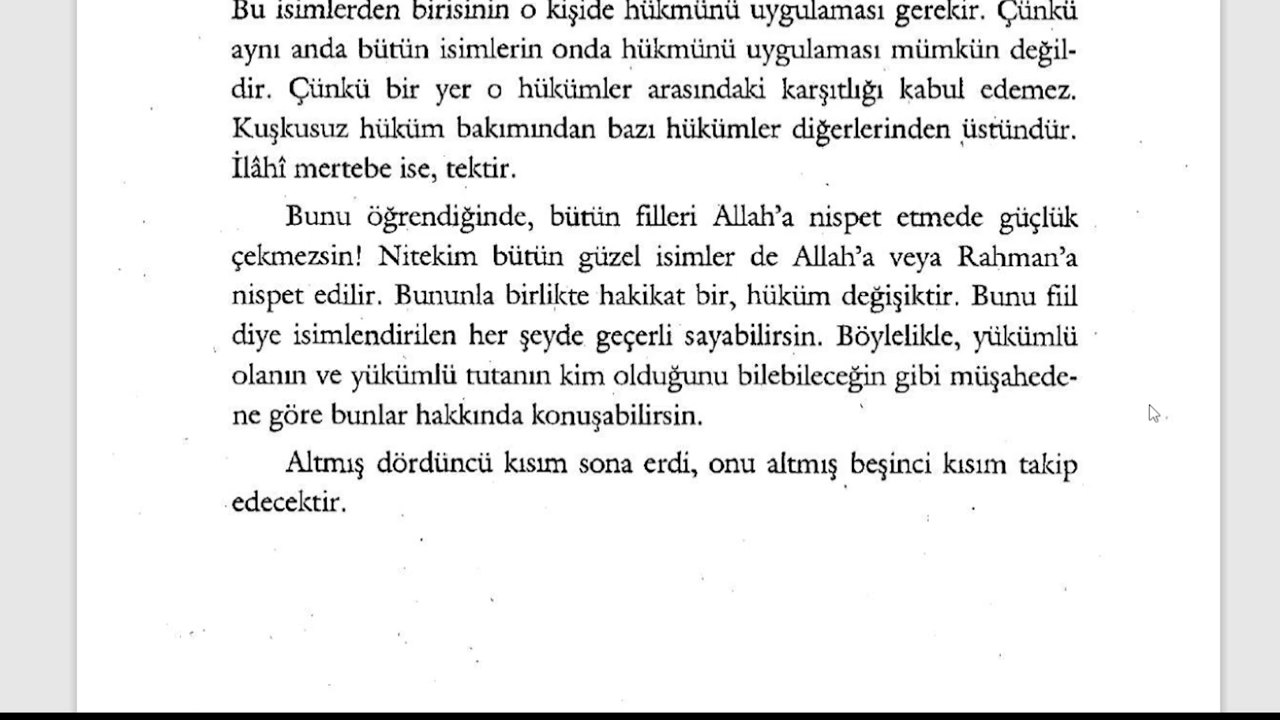 Bu isimlerden birisinin o kişide hükmünü uygulaması gerekir. Çünkü
aynı anda bütün isimlerin onda hükmünü uygulaması mümkün değil-
dir. Çünkü bir yer o hükümler arasındaki karşıtlığı kabul edemez.
Kuşkusuz hüküm bakımından bazı hükümler diğerlerinden üstündür.
İlâhî mertebe ise, tektir.
Bunu öğrendiğinde, bütün filleri Allah’a nispet etmede güçlük
çekmezsin! Nitekim bütün güzel isimler de Allah’a veya Rahman’a
nispet edilir. Bununla birlikte hakikat bir, hüküm değişiktir. Bunu fiil
diye isimlendirilen her şeyde geçerli sayabilirsin. Böylelikle, yükümlü
olanın ve yükümlü tutanın kim olduğunu bilebileceğin gibi müşahede-
ne göre bunlar hakkında konuşabilirsin.
Altmış dördüncü kısım sona erdi, onu altmış beşinci kısım takip
edecektir.